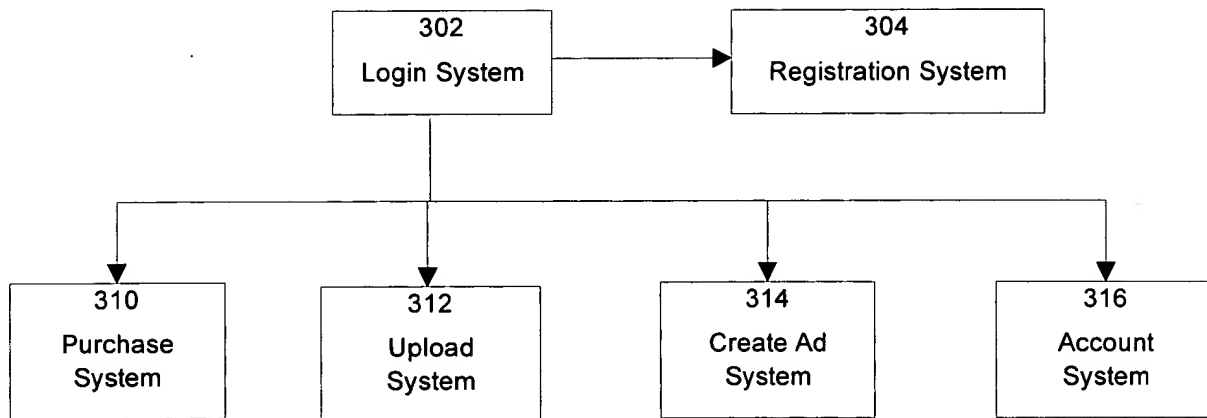 302
Login System
304
Registration System
310
Purchase
System
312
Upload
System
314
Create Ad
System
316
Account
System